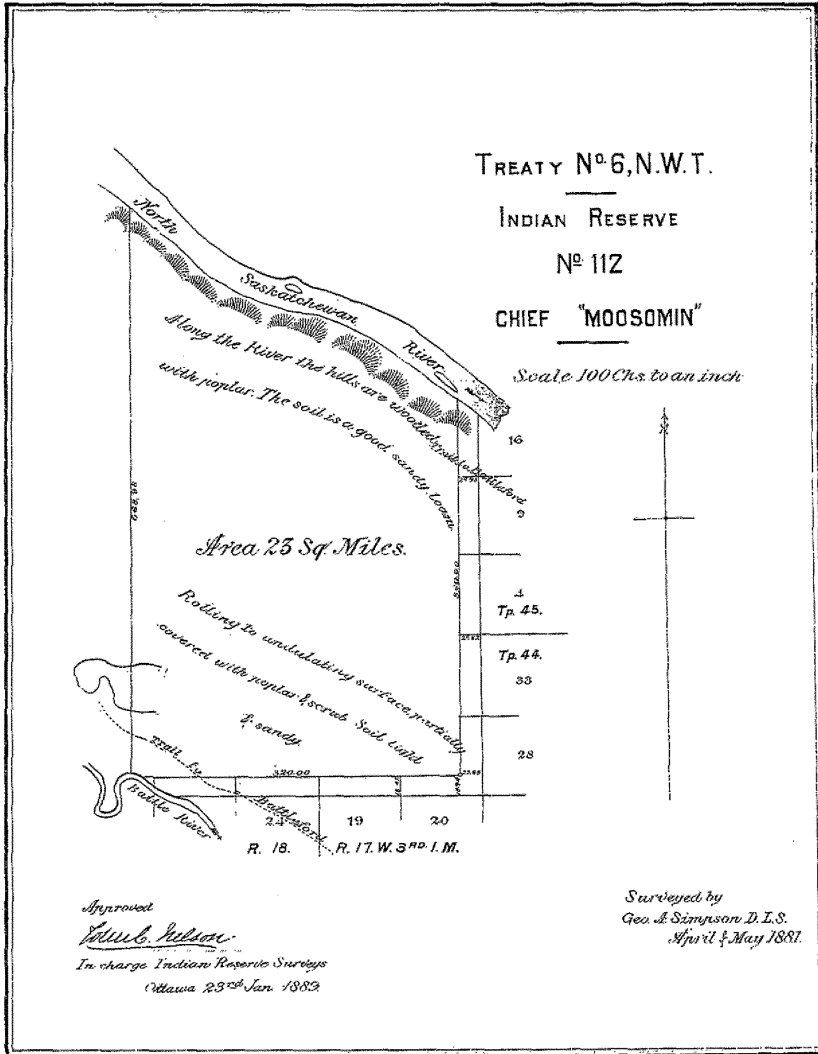 TREATY No. 6, N.W.T.
INDIAN RESERVE
No 112
CHIEF "MOOSOMIN"
Scale 100 Chs. to an inch
North Saskatchewan River
Along the River the hills are wooded
with poplar. The soil is a good sandy loam
Battleford
16
9
4
Tp. 45.
Tp. 44.
33
28
Area 23 Sq. Miles.
Rolling to undulating surface, partially
covered with poplar & scrub Soil light
& sandy.
320.00
Trail to Battleford
Battle River
24
19
20
R. 18.
R. 17. W. 3RD. I. M.
Approved
In charge Indian Reserve Surveys
Ottawa 23rd Jan. 1889.
Surveyed by
Geo. A. Simpson D.L.S.
April & May 1881.